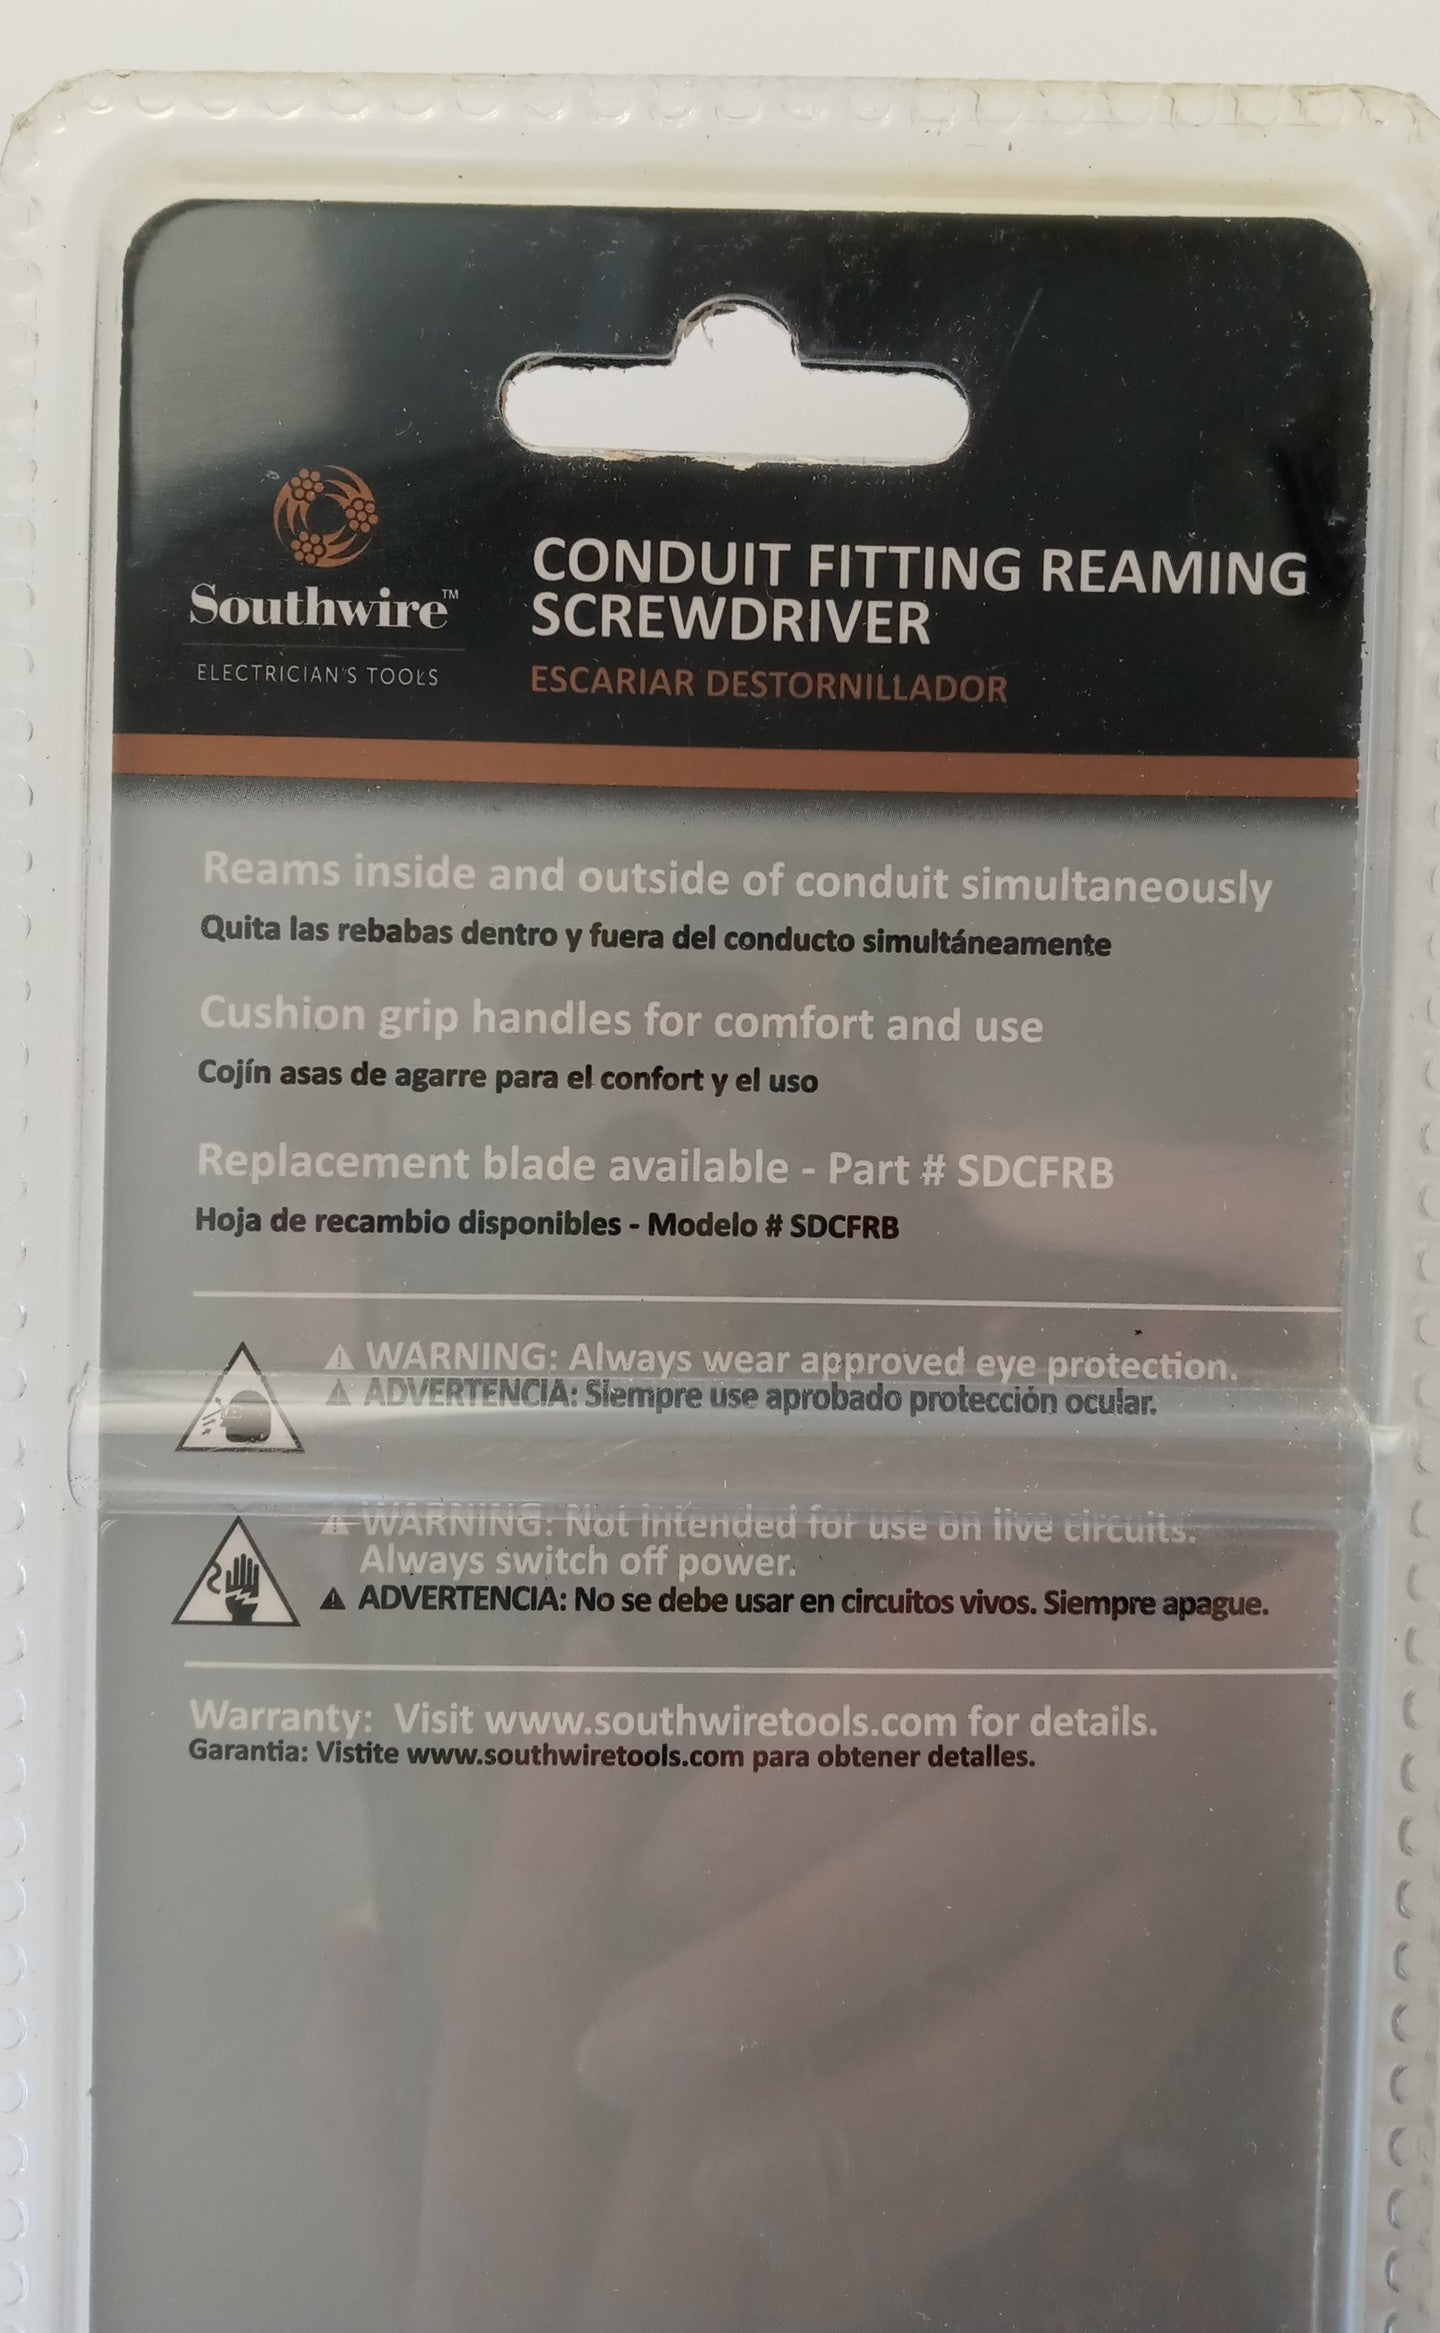 Southwire™
ELECTRICIAN'S TOOLS
CONDUIT FITTING REAMING
SCREWDRIVER
ESCARIAR DESTORNILLADOR
Reams inside and outside of conduit simultaneously
Quita las rebabas dentro y fuera del conducto simultáneamente
Cushion grip handles for comfort and use
Cojín asas de agarre para el confort y el uso
Replacement blade available - Part # SDCFRB
Hoja de recambio disponibles - Modelo # SDCFRB
⚠ WARNING: Always wear approved eye protection.
⚠ ADVERTENCIA: Siempre use aprobado protección ocular.
⚠ WARNING: Not intended for use on live circuits.
Always switch off power.
⚠ ADVERTENCIA: No se debe usar en circuitos vivos. Siempre apague.
Warranty: Visit www.southwiretools.com for details.
Garantia: Vistite www.southwiretools.com para obtener detalles.